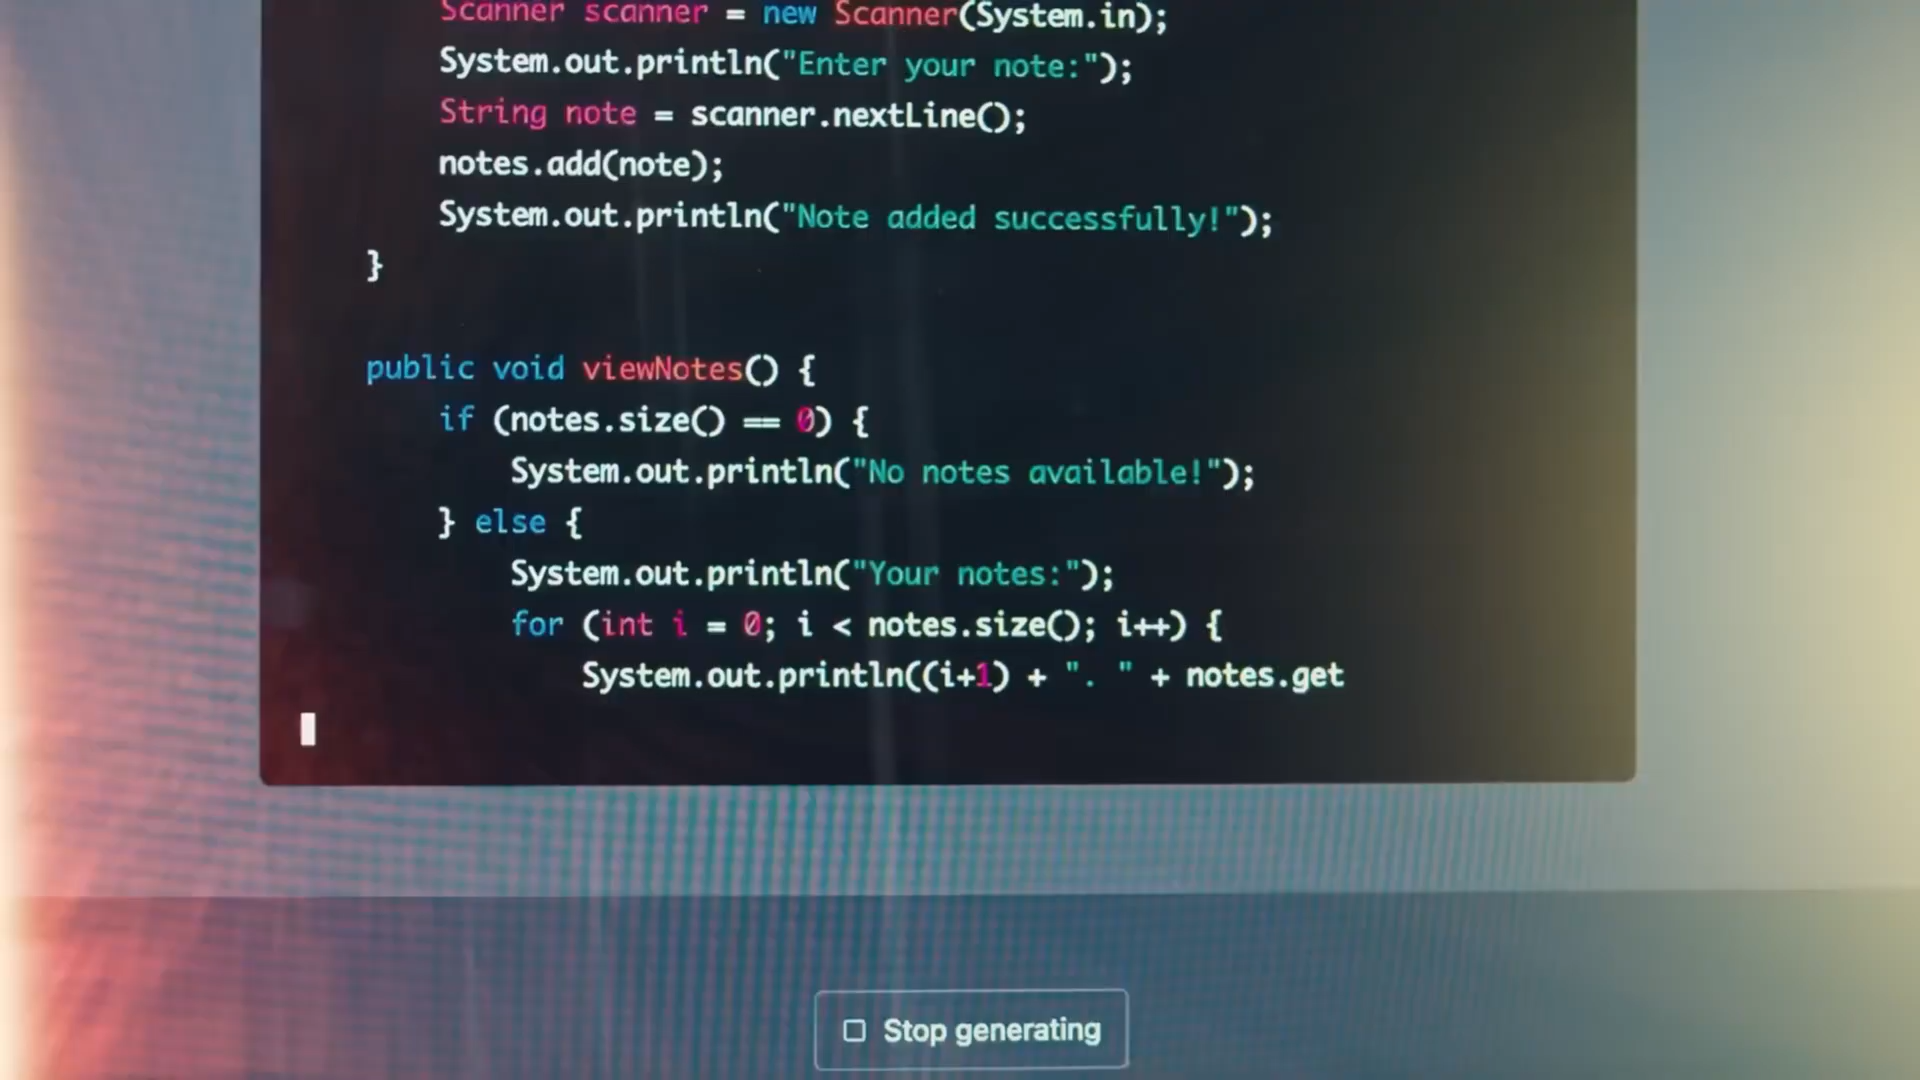 Scanner scanner = new Scanner(System.in);
System.out.println("Enter your note:");
String note = scanner.nextLine();
notes.add(note);
System.out.println("Note added successfully!");
}
public void viewNotes() {
if (notes.size() == 0) {
System.out.println("No notes available!");
} else {
System.out.println("Your notes:");
for (int i = 0; i < notes.size(); i++) {
System.out.println((i+1) + ". " + notes.get
Stop generating